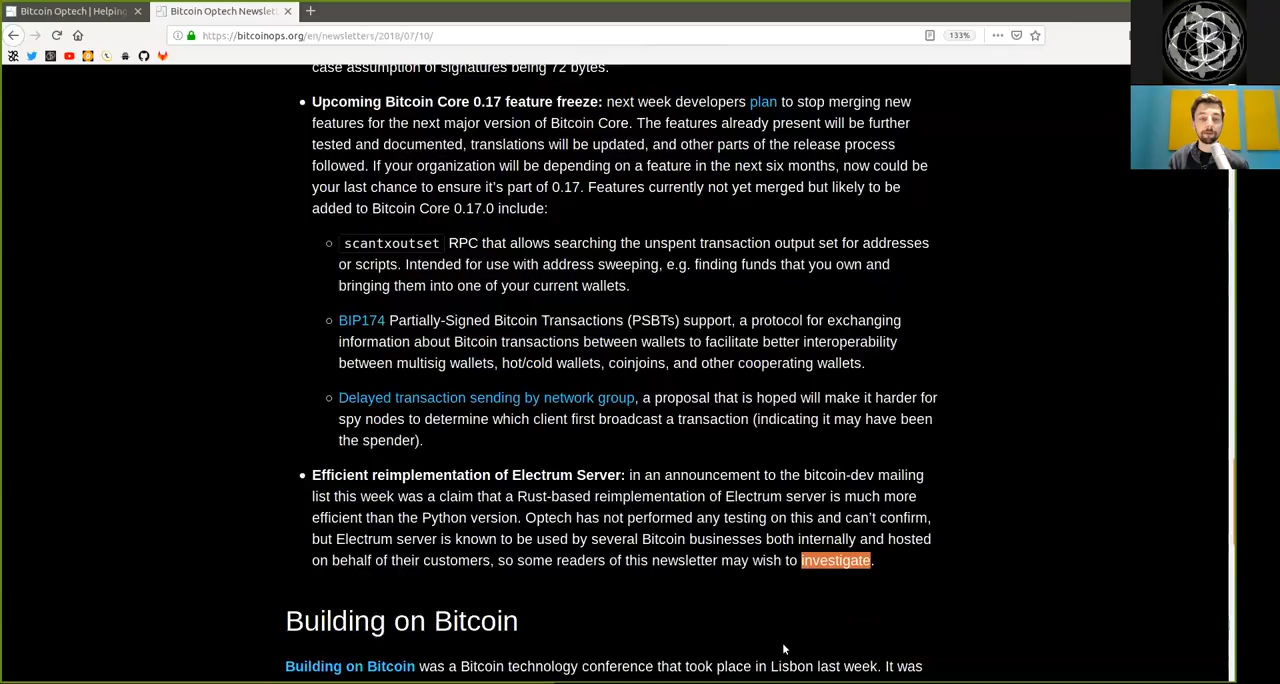 Bitcoin Optech | Helping
Bitcoin Optech Newslet
https://bitcoinops.org/en/newsletters/2018/07/10/
133%
case assumption of signatures being 72 bytes.
Upcoming Bitcoin Core 0.17 feature freeze: next week developers plan to stop merging new
features for the next major version of Bitcoin Core. The features already present will be further
tested and documented, translations will be updated, and other parts of the release process
followed. If your organization will be depending on a feature in the next six months, now could be
your last chance to ensure it's part of 0.17. Features currently not yet merged but likely to be
added to Bitcoin Core 0.17.0 include:
scantxoutset RPC that allows searching the unspent transaction output set for addresses
or scripts. Intended for use with address sweeping, e.g. finding funds that you own and
bringing them into one of your current wallets.
BIP174 Partially-Signed Bitcoin Transactions (PSBTs) support, a protocol for exchanging
information about Bitcoin transactions between wallets to facilitate better interoperability
between multisig wallets, hot/cold wallets, coinjoins, and other cooperating wallets.
Delayed transaction sending by network group, a proposal that is hoped will make it harder for
spy nodes to determine which client first broadcast a transaction (indicating it may have been
the spender).
Efficient reimplementation of Electrum Server: in an announcement to the bitcoin-dev mailing
list this week was a claim that a Rust-based reimplementation of Electrum server is much more
efficient than the Python version. Optech has not performed any testing on this and can't confirm,
but Electrum server is known to be used by several Bitcoin businesses both internally and hosted
on behalf of their customers, so some readers of this newsletter may wish to investigate.
Building on Bitcoin
Building on Bitcoin was a Bitcoin technology conference that took place in Lisbon last week. It was